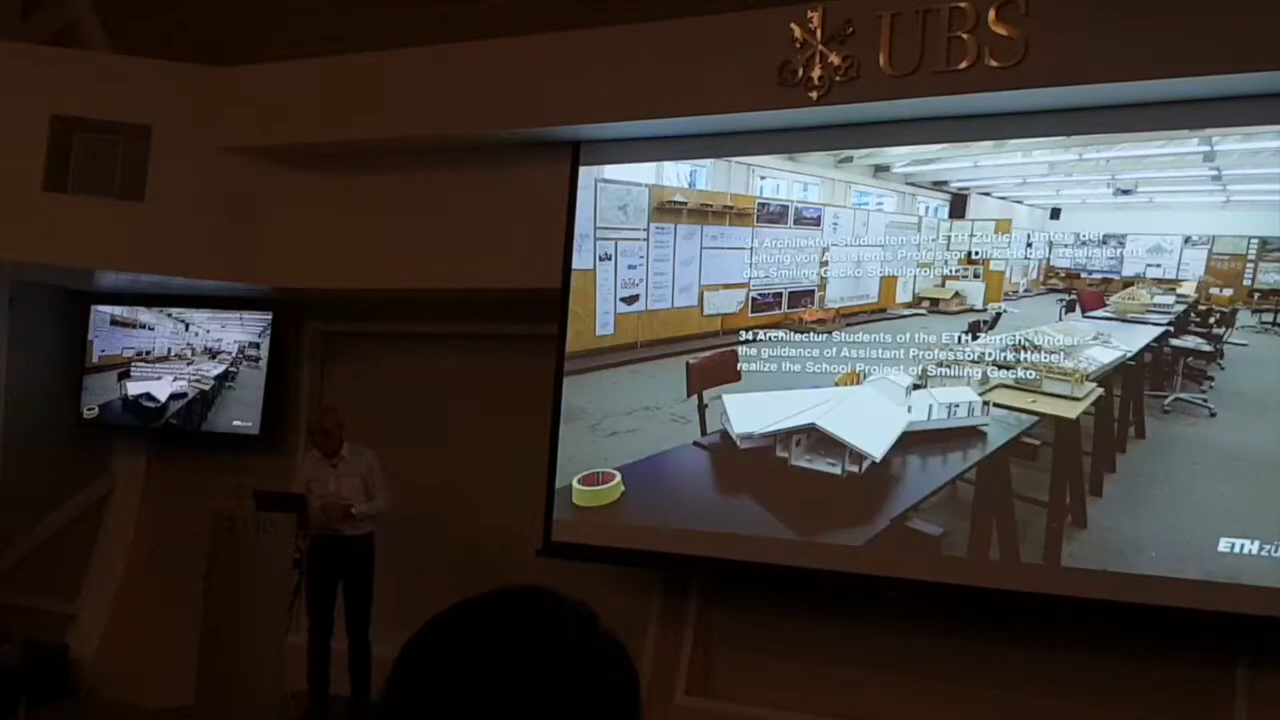 UBS
34 Architektur Studenten der ETH Zürich, unter der
Leitung von Assistents Professor Dirk Hebel, realisieren
das Smiling Gecko Schulprojekt.
34 Architectur Students of the ETH Zurich, under
the guidance of Assistant Professor Dirk Hebel,
realize the School Project of Smiling Gecko.
ETH zü